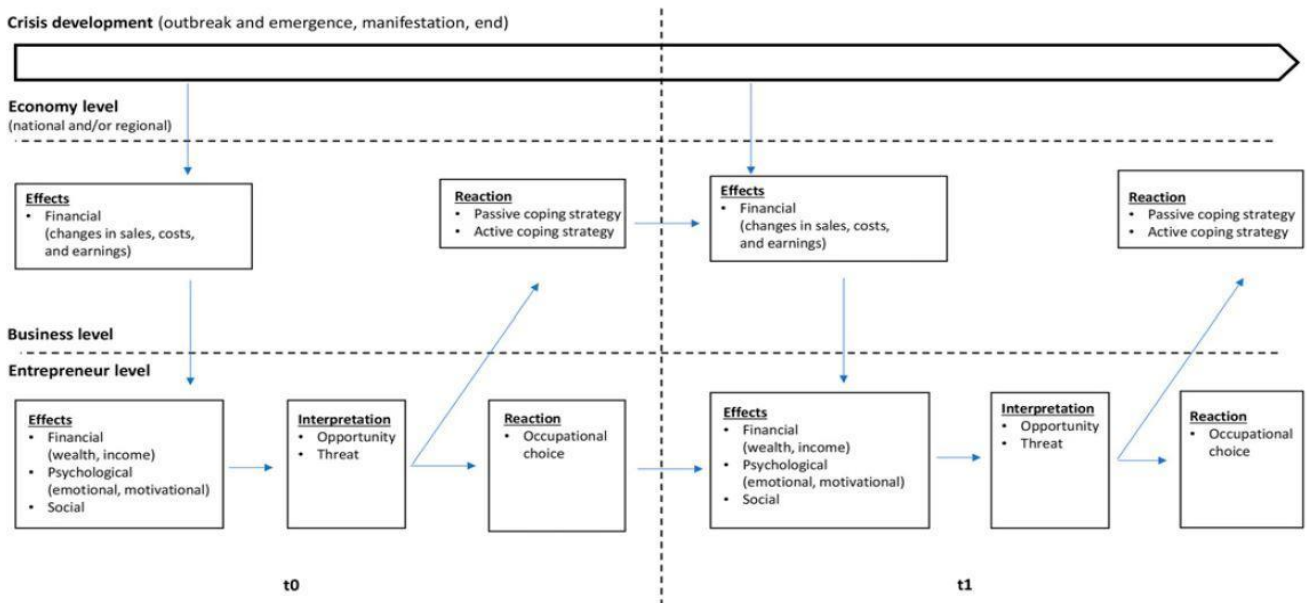 Crisis development (outbreak and emergence, manifestation, end)
Economy level
(national and/or regional)
Effects
• Financial
(changes in sales, costs,
and earnings)
Reaction
• Passive coping strategy
• Active coping strategy
Effects
• Financial
(changes in sales, costs,
and earnings)
Reaction
• Passive coping strategy
• Active coping strategy
Business level
Entrepreneur level
Effects
• Financial
(wealth, income)
• Psychological
(emotional, motivational)
• Social
Interpretation
• Opportunity
• Threat
Reaction
• Occupational
choice
Effects
• Financial
(wealth, income)
• Psychological
(emotional, motivational)
• Social
Interpretation
• Opportunity
• Threat
Reaction
• Occupational
choice
t0
t1